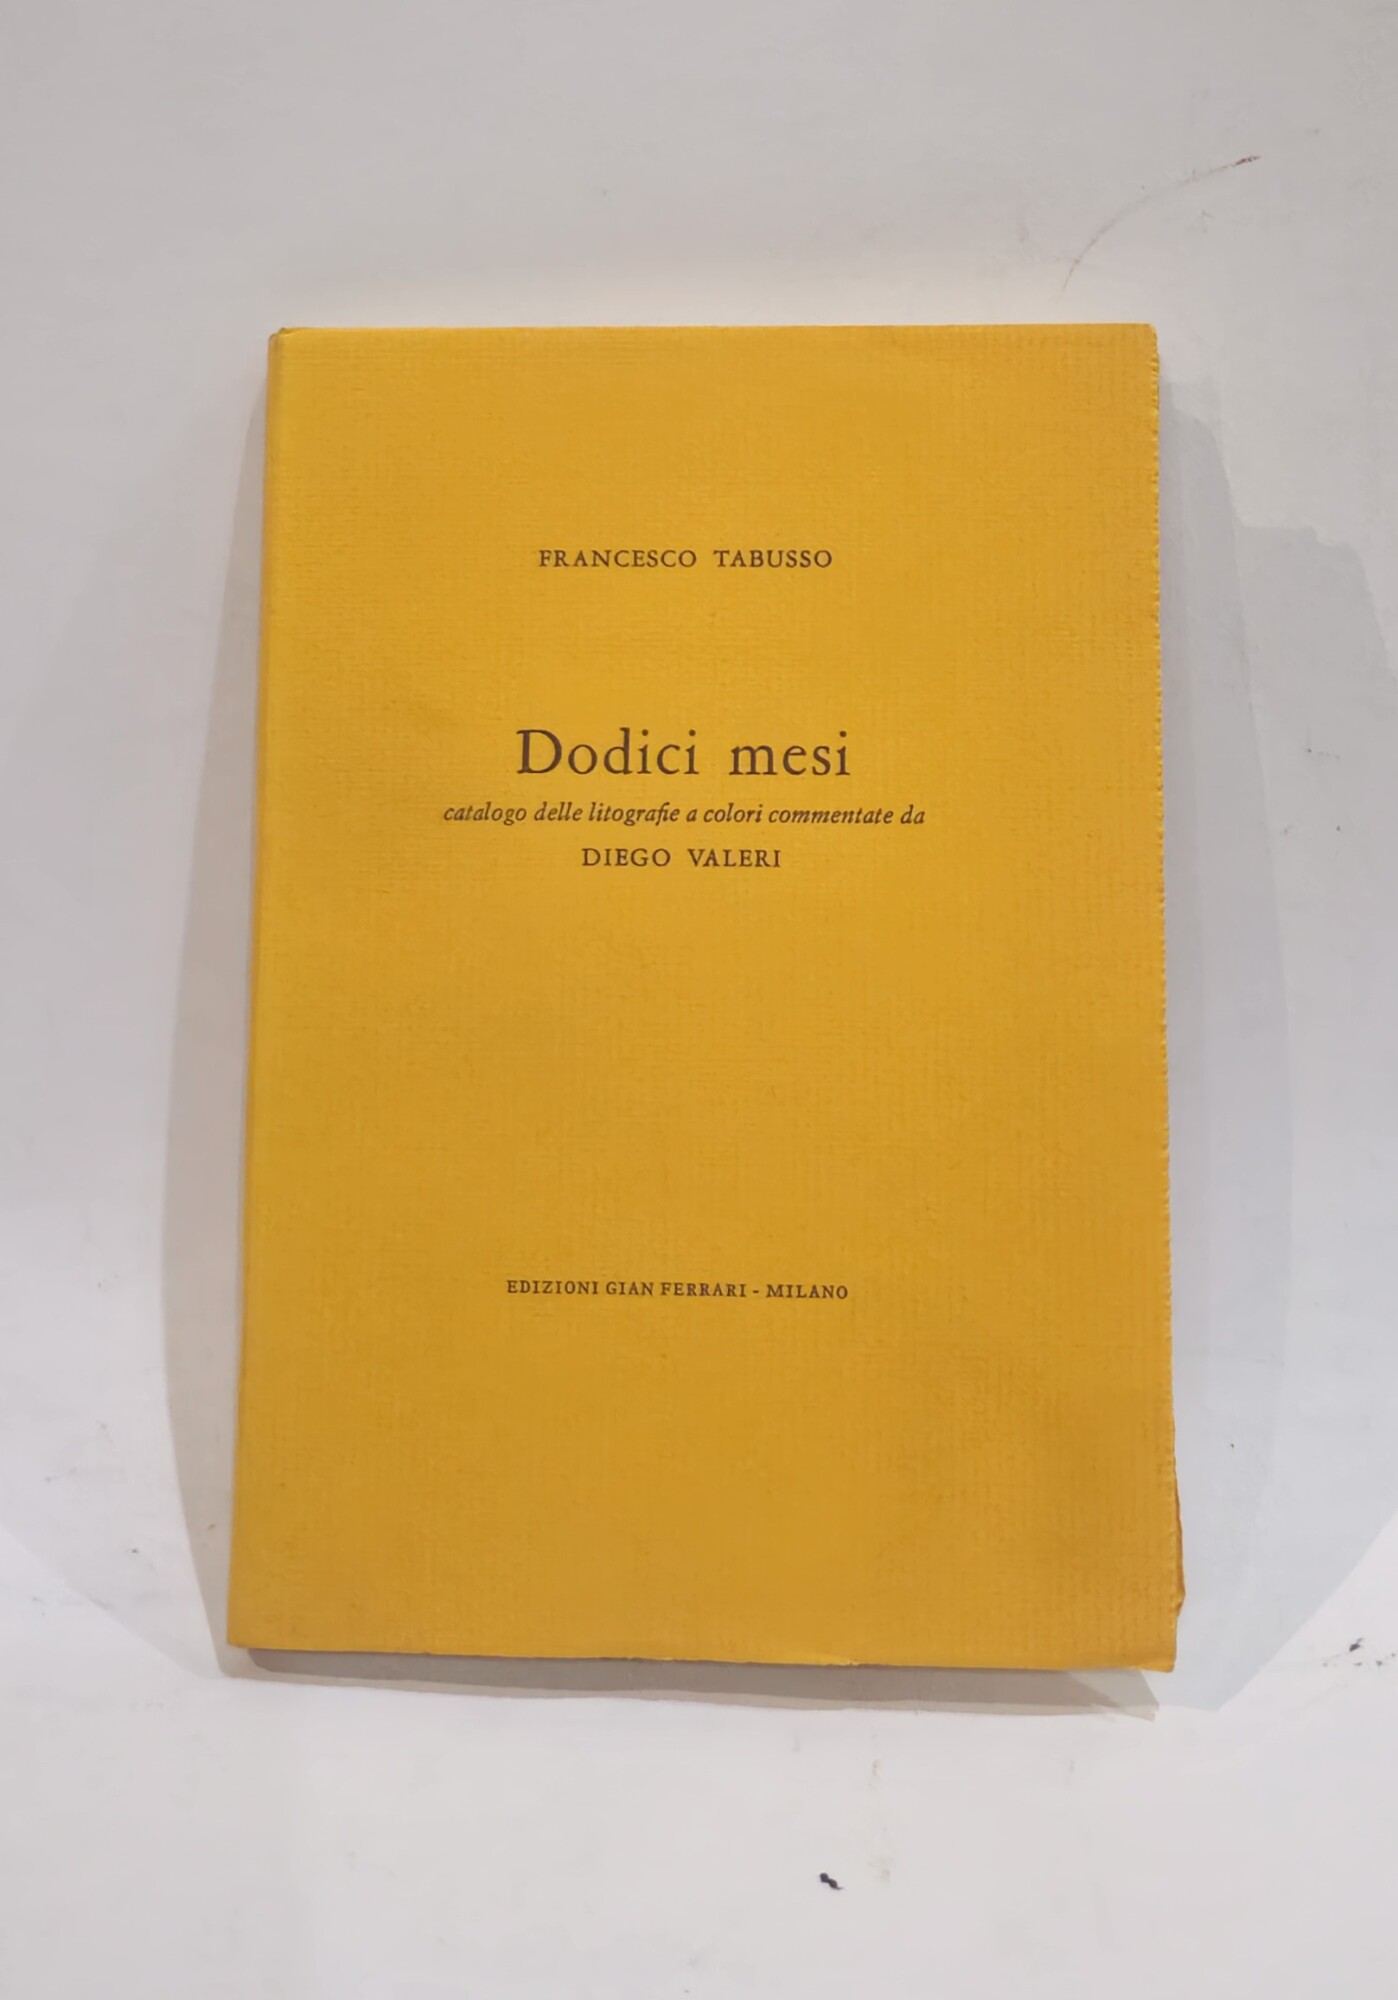 FRANCESCO TABUSSO
Dodici mesi
catalogo delle litografie a colori commentate da
DIEGO VALERI
EDIZIONI GIAN FERRARI - MILANO